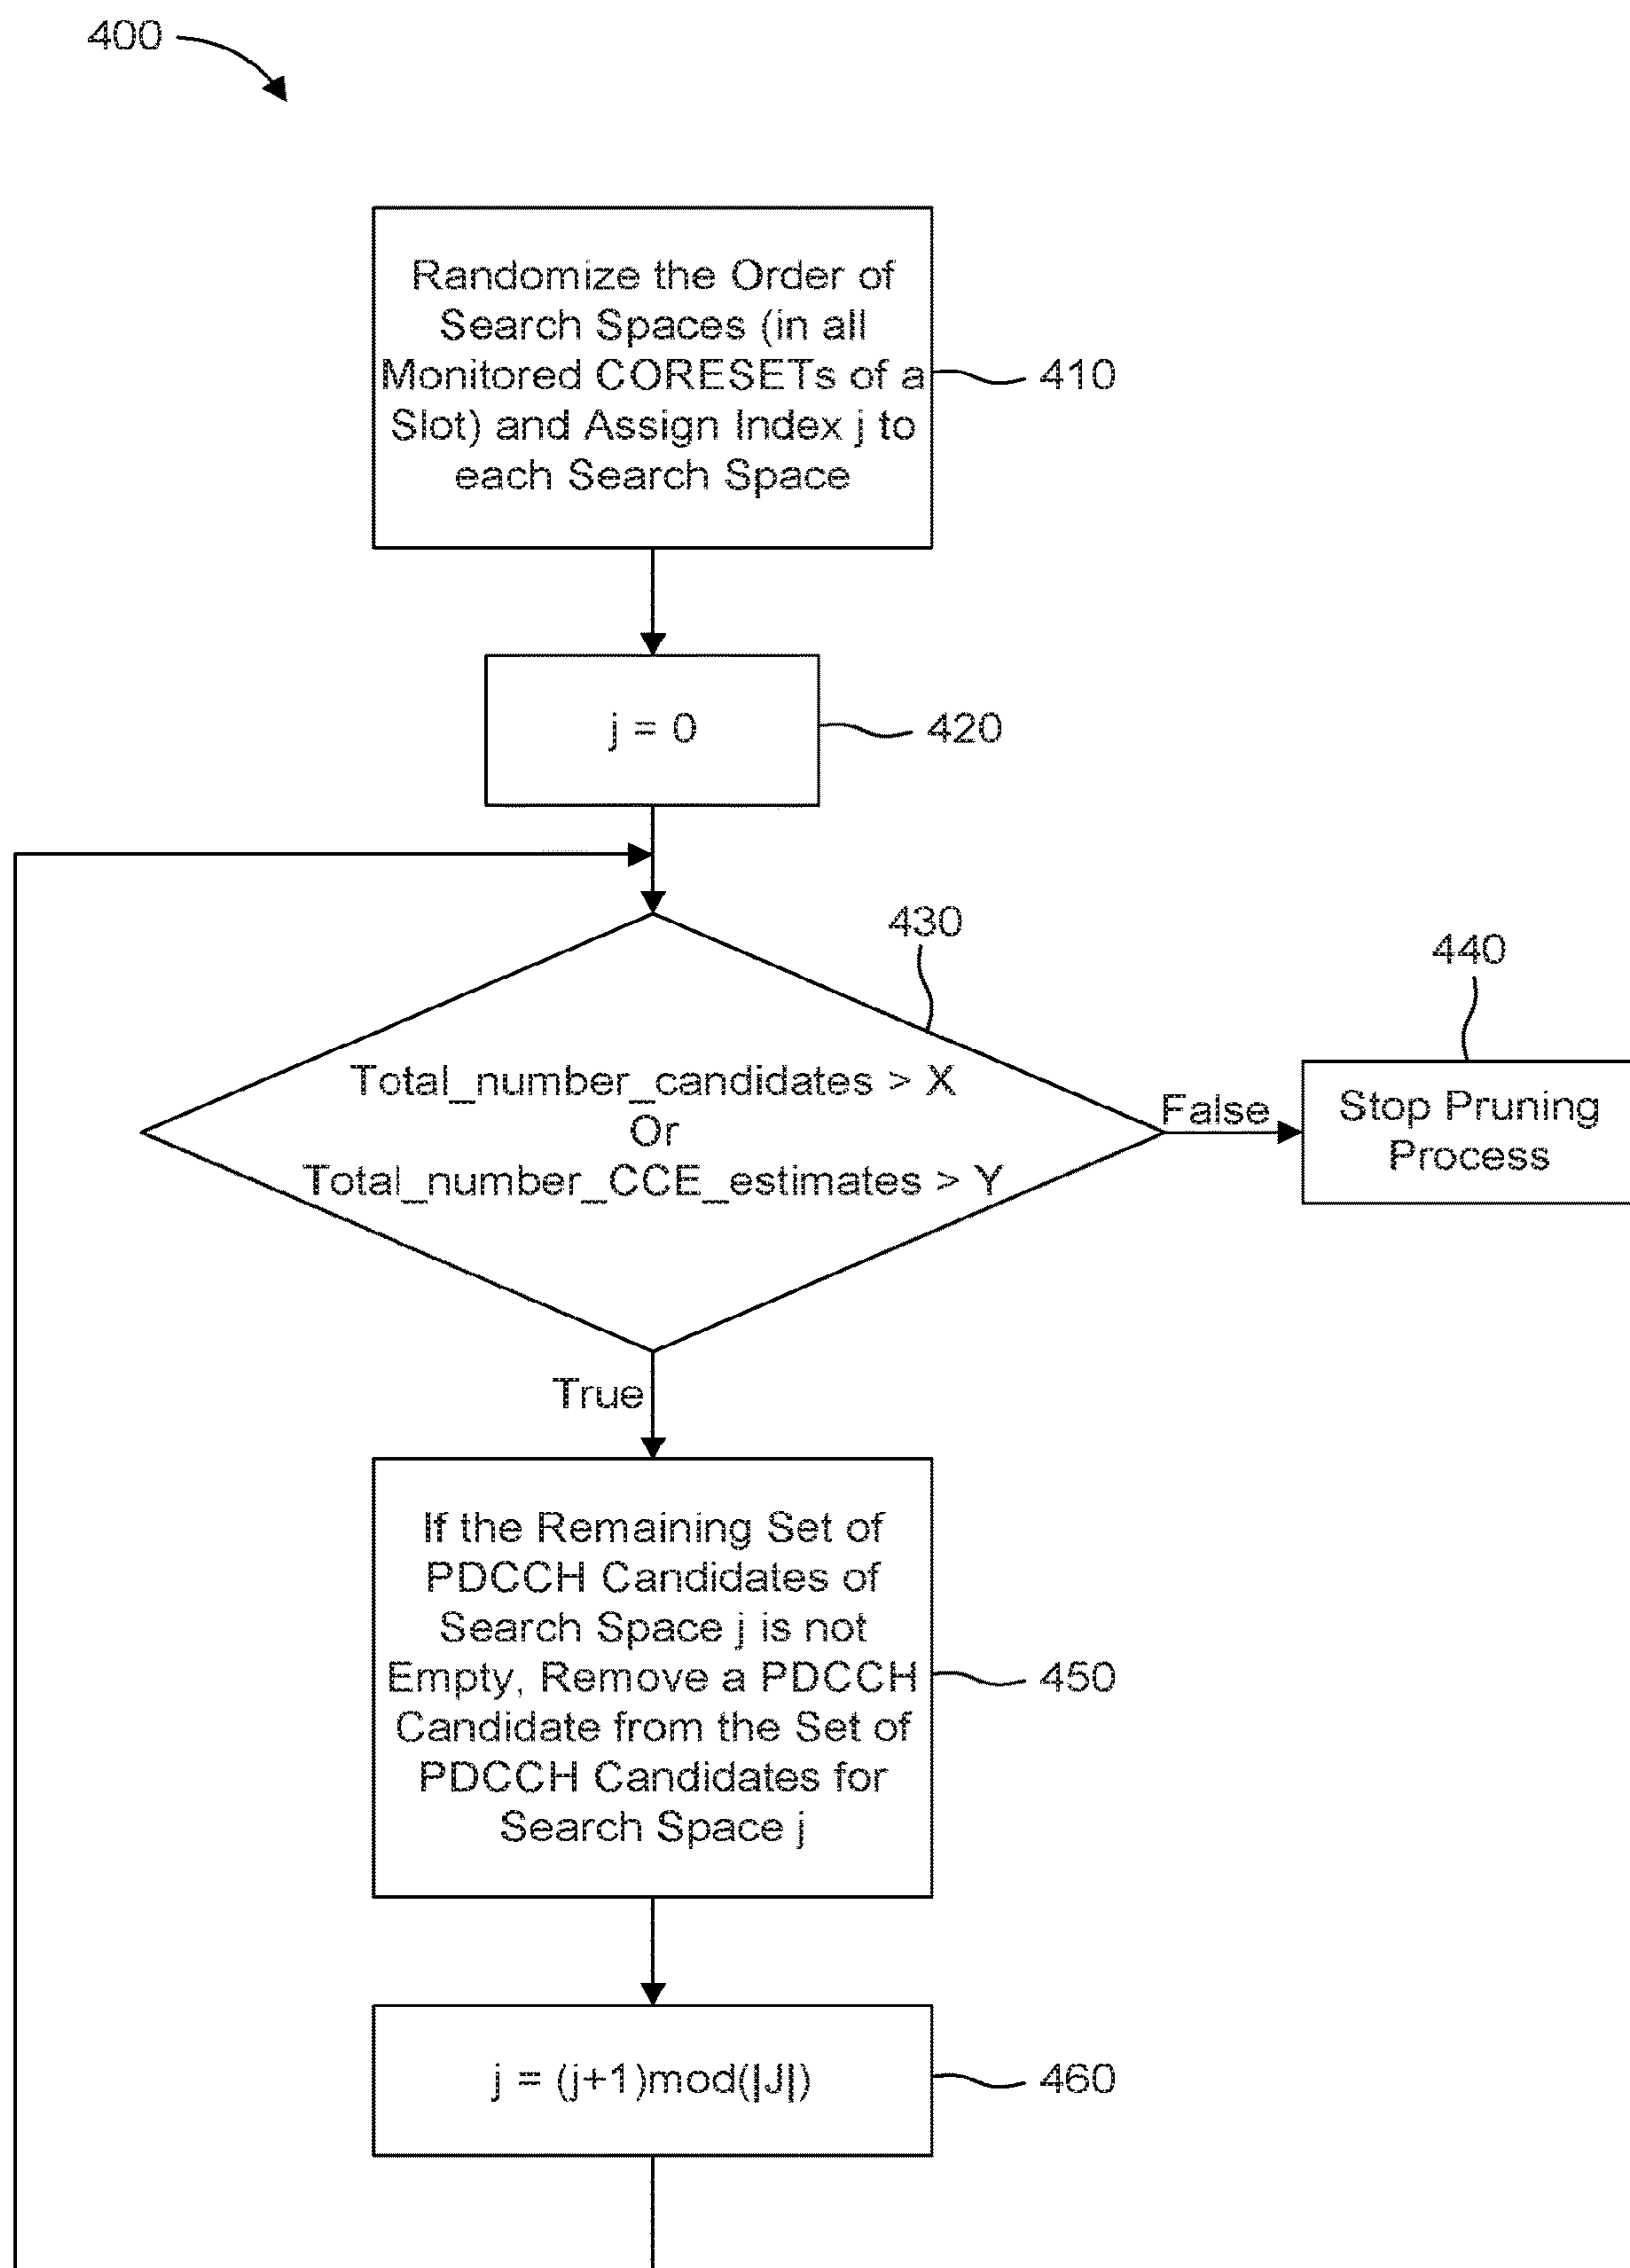 400
Randomize the Order of
Search Spaces (in all
Monitored CORESETs of a
Slot) and Assign Index j to
each Search Space
410
j = 0
420
430
Total_number_candidates > X
Or
Total_number_CCE_estimates > Y
False
440
Stop Pruning
Process
True
If the Remaining Set of
PDCCH Candidates of
Search Space j is not
Empty, Remove a PDCCH
Candidate from the Set of
PDCCH Candidates for
Search Space j
450
j = (j+1)mod(|J|)
460